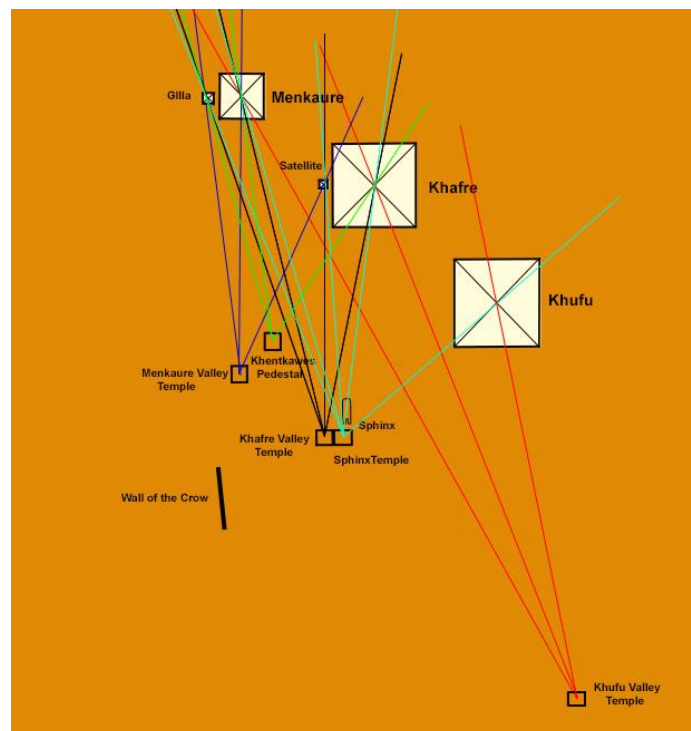 GIIIa
Menkaure
Satellite
Khafre
Khufu
Khentkawes
Pedestal
Menkaure Valley
Temple
Sphinx
Khafre Valley
Temple
SphinxTemple
Wall of the Crow
Khufu Valley
Temple